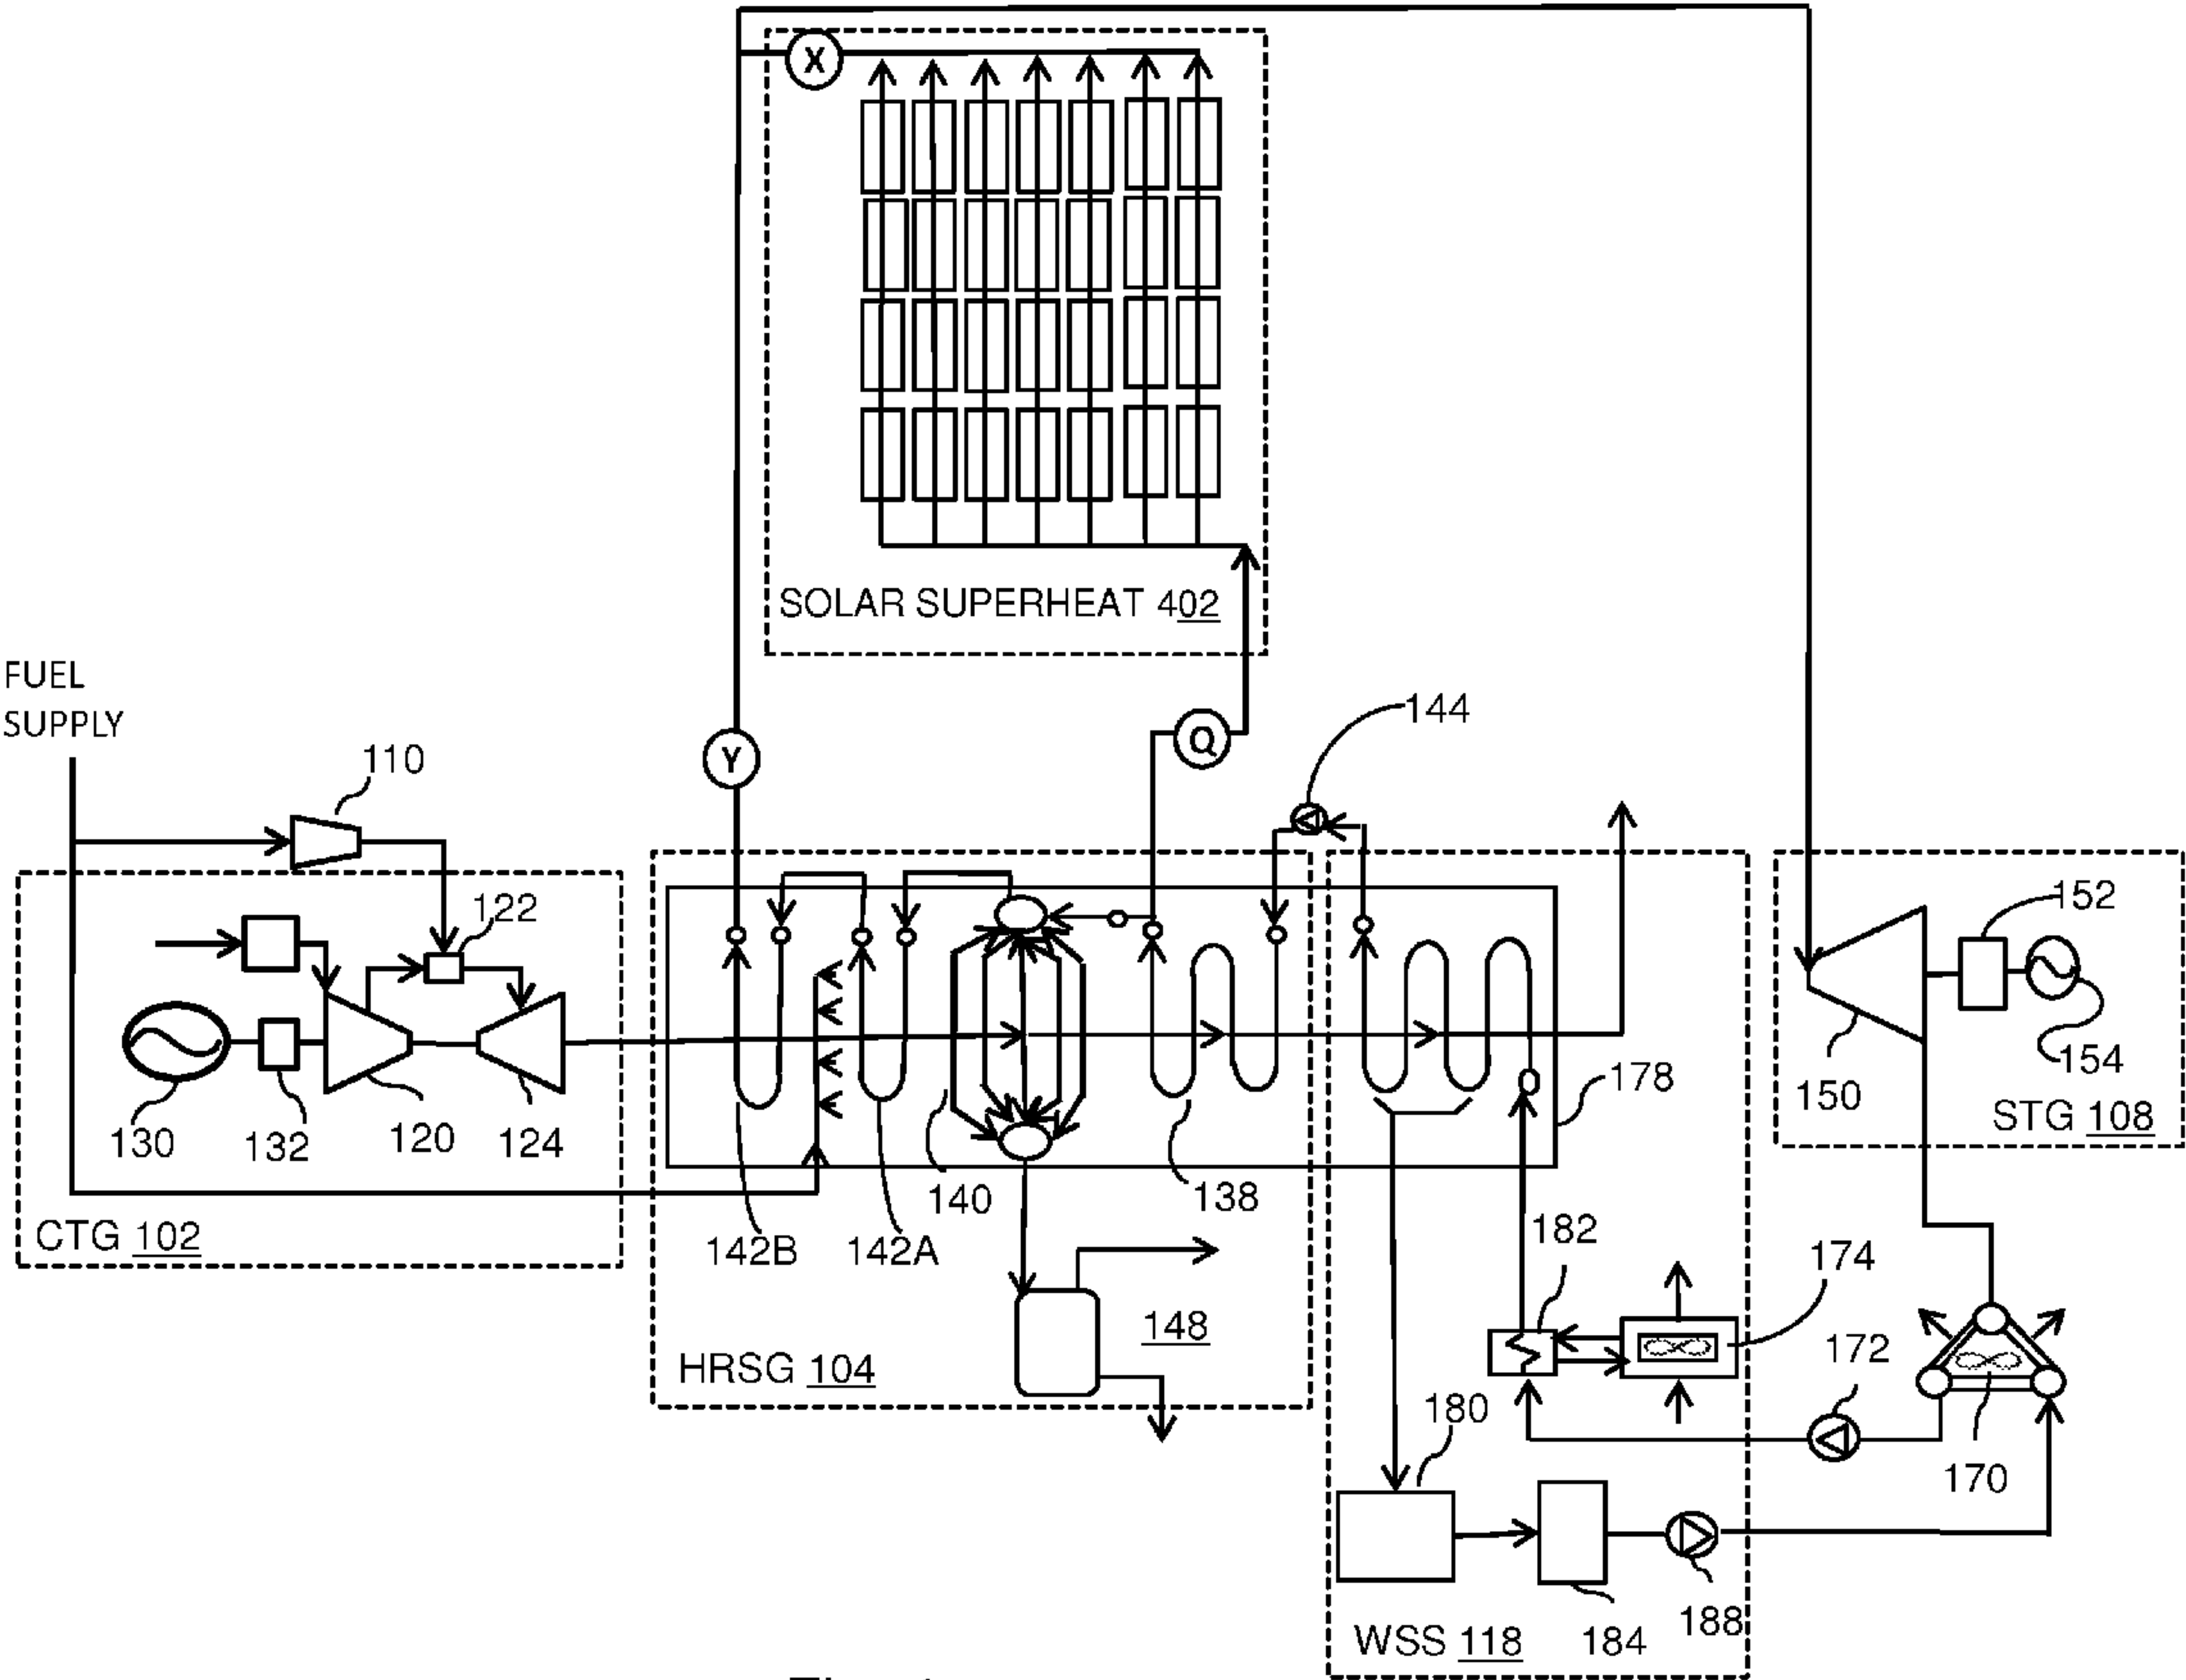 X
SOLAR SUPERHEAT 402
FUEL
SUPPLY
Y
Q
144
110
122
152
154
150
STG 108
178
130
132
120
124
140
138
CTG 102
142B
142A
182
174
148
HRSG 104
172
180
170
188
WSS 118
184